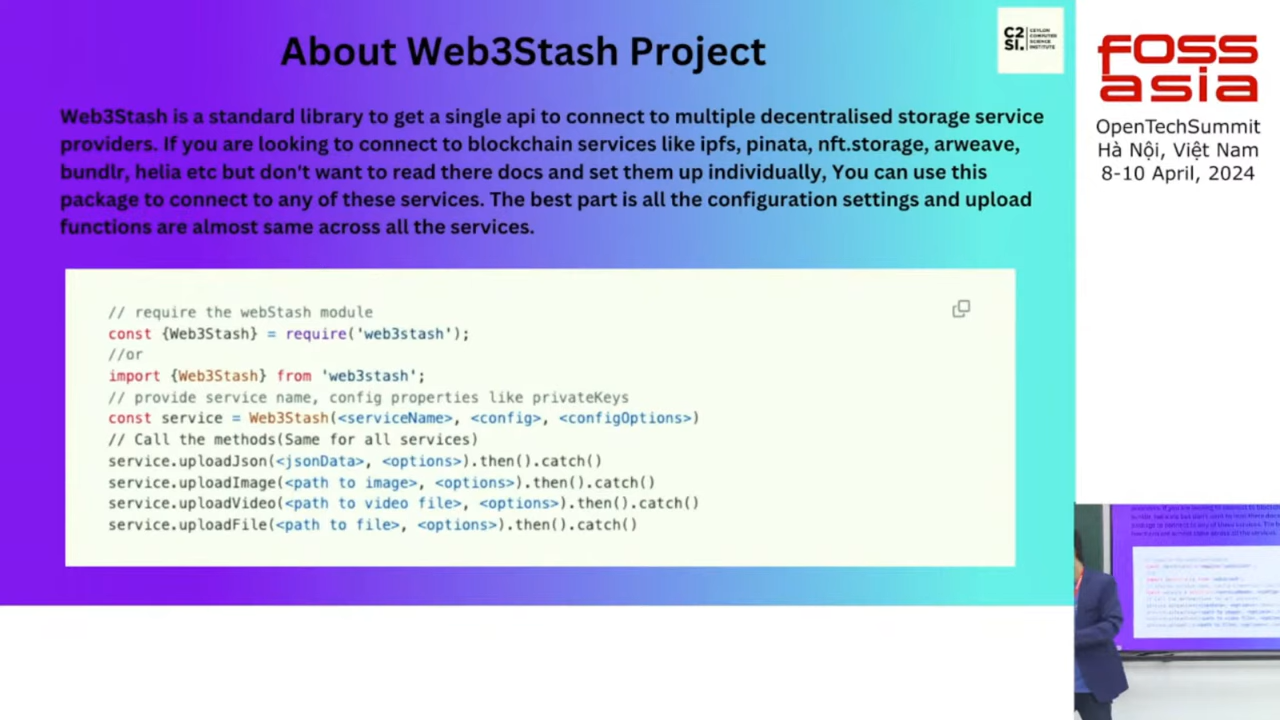 About Web3Stash Project
C2
SI.
CEYLON
COMPUTER
SCIENCE
INSTITUTE
Web3Stash is a standard library to get a single api to connect to multiple decentralised storage service
providers. If you are looking to connect to blockchain services like ipfs, pinata, nft.storage, arweave,
bundlr, helia etc but don't want to read there docs and set them up individually, You can use this
package to connect to any of these services. The best part is all the configuration settings and upload
functions are almost same across all the services.
// require the webStash module
const {Web3Stash} = require('web3stash');
//or
import {Web3Stash} from 'web3stash';
// provide service name, config properties like privateKeys
const service = Web3Stash(<serviceName>, <config>, <configOptions>)
// Call the methods(Same for all services)
service.uploadJson(<jsonData>, <options>).then().catch()
service.uploadImage(<path to image>, <options>).then().catch()
service.uploadVideo(<path to video file>, <options>).then().catch()
service.uploadFile(<path to file>, <options>).then().catch()
FOSS
asia
OpenTechSummit
Hà Nội, Việt Nam
8-10 April, 2024